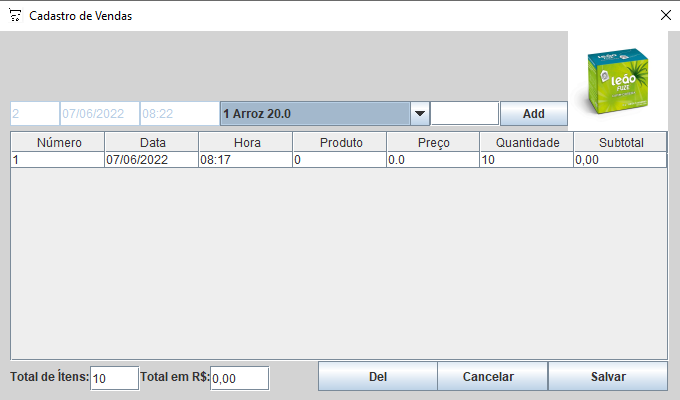 Cadastro de Vendas
leão
FUZE
2 07/06/2022 08:22 1 Arroz 20.0 Add
Número Data Hora Produto Preço Quantidade Subtotal
1 07/06/2022 08:17 0 0.0 10 0,00
Total de Ítens: 10 Total em R$: 0,00 Del Cancelar Salvar